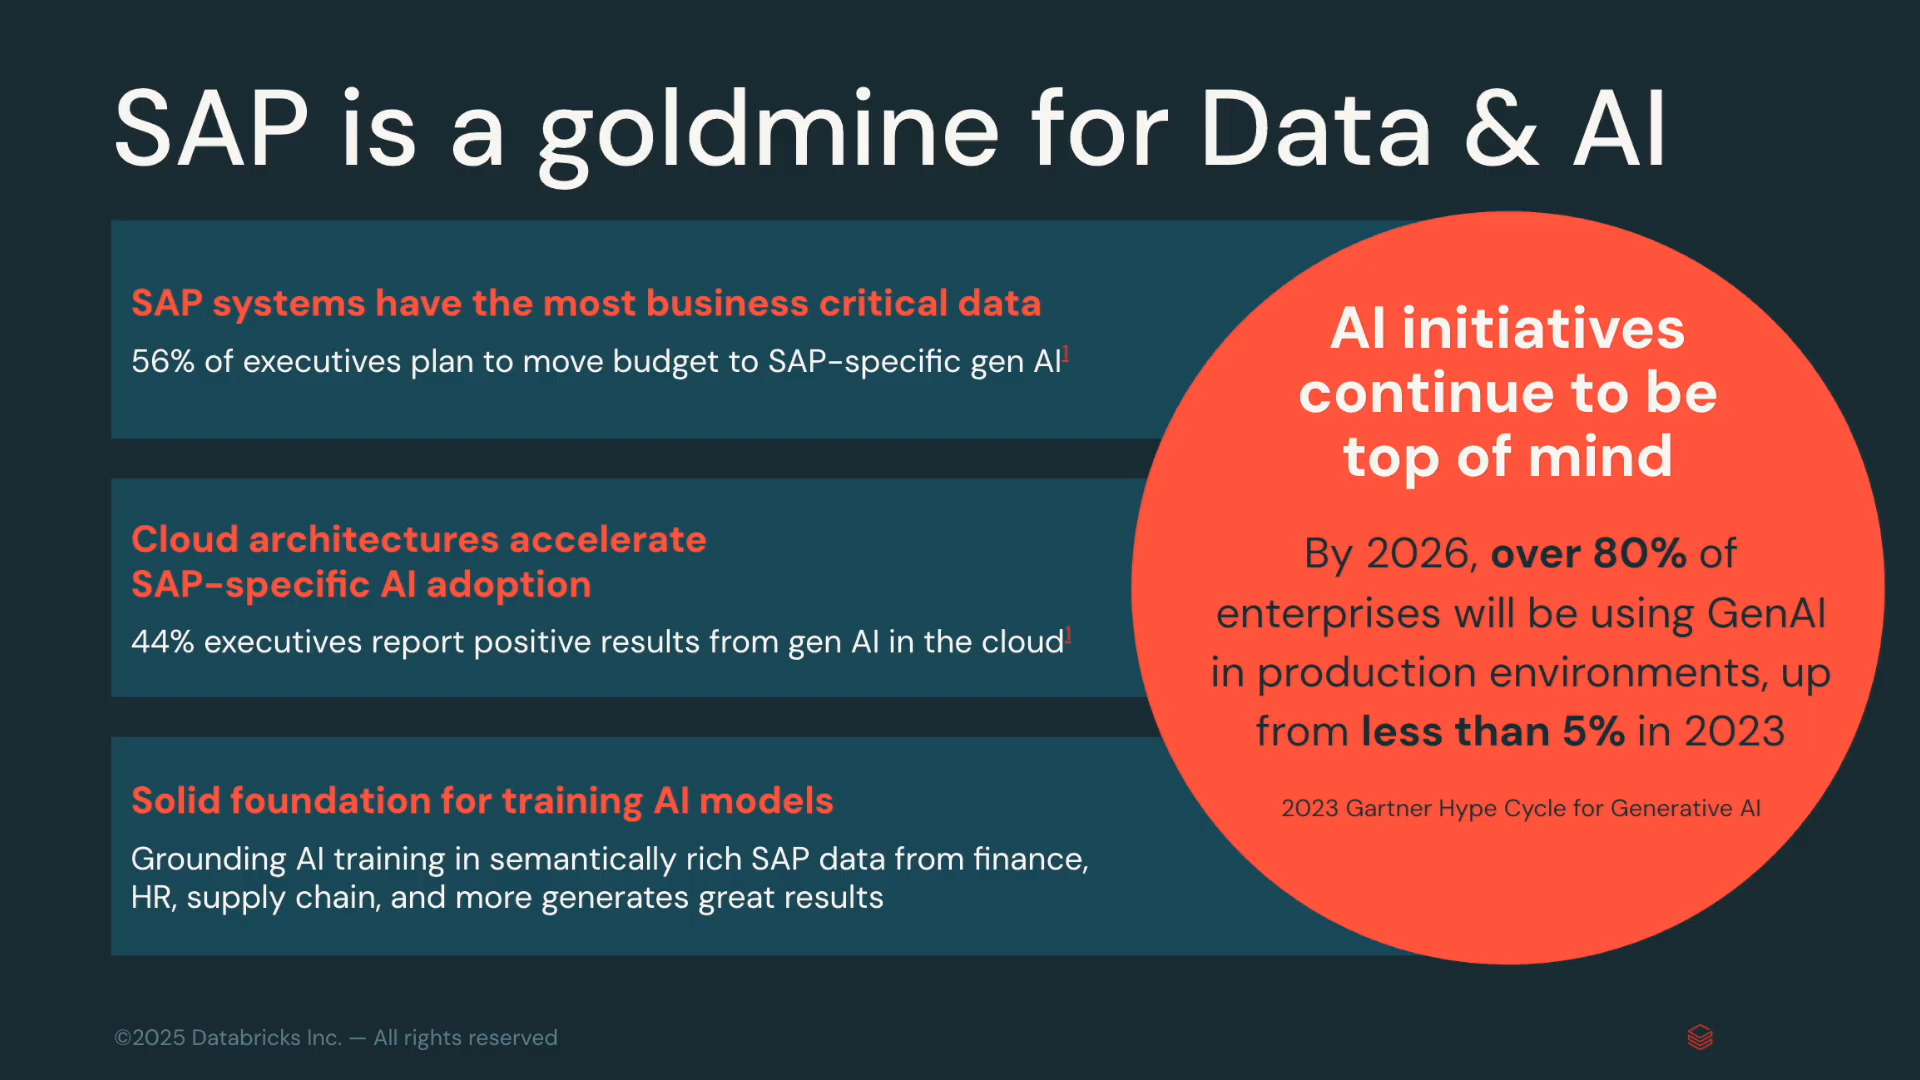 SAP is a goldmine for Data & AI
SAP systems have the most business critical data
56% of executives plan to move budget to SAP-specific gen AI1
Cloud architectures accelerate
SAP-specific AI adoption
44% executives report positive results from gen AI in the cloud1
Solid foundation for training AI models
Grounding AI training in semantically rich SAP data from finance,
HR, supply chain, and more generates great results
AI initiatives
continue to be
top of mind
By 2026, over 80% of
enterprises will be using GenAI
in production environments, up
from less than 5% in 2023
2023 Gartner Hype Cycle for Generative AI
©2025 Databricks Inc. — All rights reserved